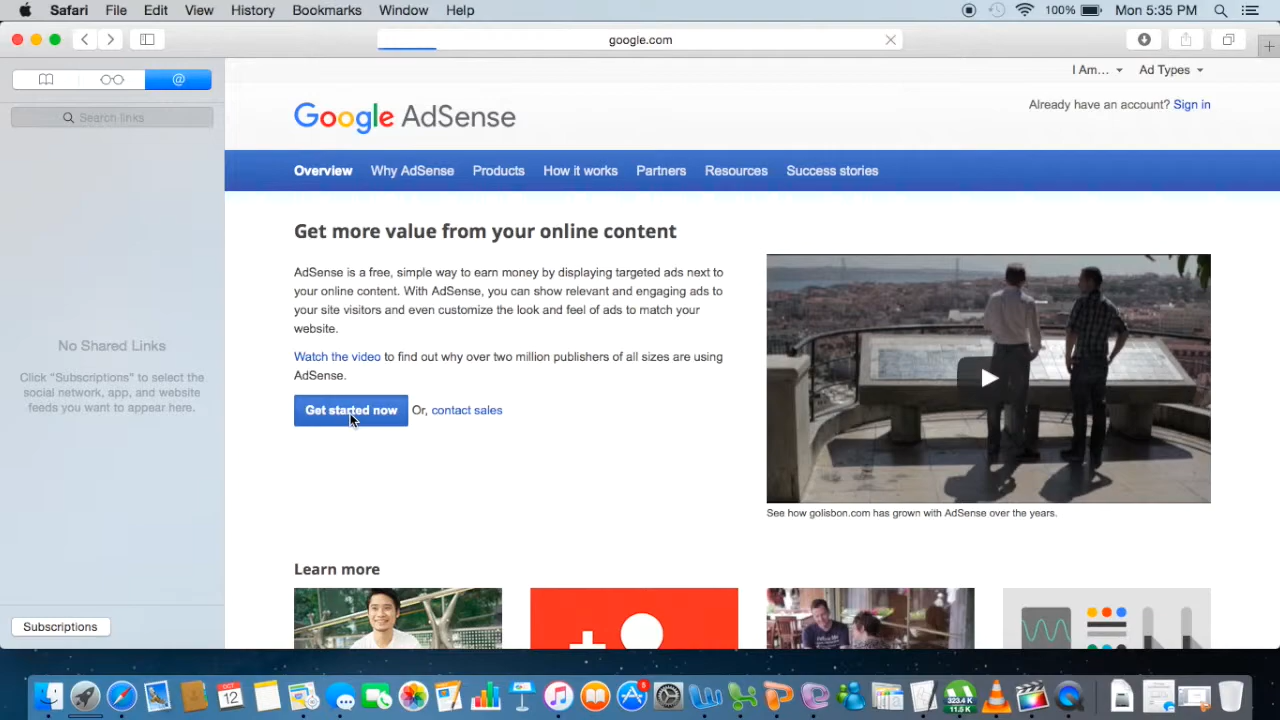 Safari File Edit View History Bookmarks Window Help 100% Mon 5:35 PM
google.com
I Am... Ad Types
Search links
Already have an account? Sign in
Google AdSense
Overview Why AdSense Products How it works Partners Resources Success stories
Get more value from your online content
AdSense is a free, simple way to earn money by displaying targeted ads next to
your online content. With AdSense, you can show relevant and engaging ads to
your site visitors and even customize the look and feel of ads to match your
website.
Watch the video to find out why over two million publishers of all sizes are using
AdSense.
Get started now Or, contact sales
No Shared Links
Click "Subscriptions" to select the
social network, app, and website
feeds you want to appear here.
See how golisbon.com has grown with AdSense over the years.
Learn more
Subscriptions
OCT
12
6
323.4 K
11.5 K